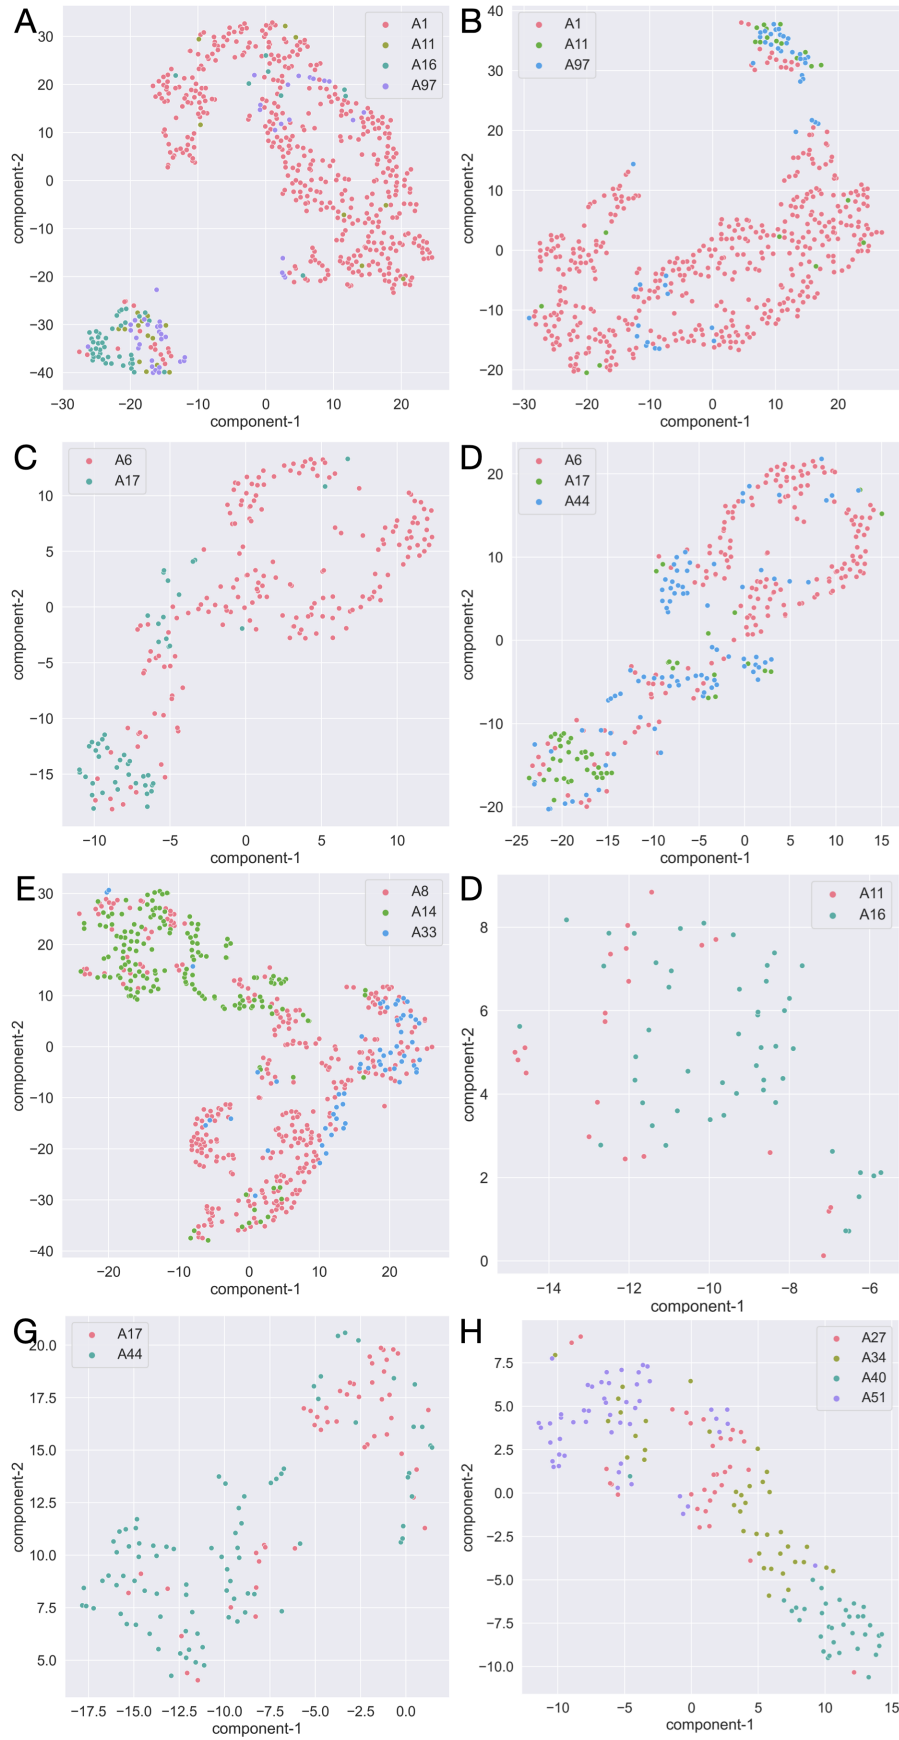 A
A1
A11
A16
A97
component-2
30
20
10
0
−10
−20
−30
−40
−30 −20 −10 0 10 20
component-1
B
A1
A11
A97
component-2
40
30
20
10
0
−10
−20
−30 −20 −10 0 10 20
component-1
C
A6
A17
component-2
10
5
0
−5
−10
−15
−10 −5 0 5 10
component-1
D
A6
A17
A44
component-2
20
10
0
−10
−20
−25 −20 −15 −10 −5 0 5 10 15
component-1
E
A8
A14
A33
component-2
30
20
10
0
−10
−20
−30
−40
−20 −10 0 10 20
component-1
D
A11
A16
component-2
8
6
4
2
0
−14 −12 −10 −8 −6
component-1
G
A17
A44
component-2
20.0
17.5
15.0
12.5
10.0
7.5
5.0
−17.5 −15.0 −12.5 −10.0 −7.5 −5.0 −2.5 0.0
component-1
H
A27
A34
A40
A51
component-2
7.5
5.0
2.5
0.0
−2.5
−5.0
−7.5
−10.0
−10 −5 0 5 10 15
component-1